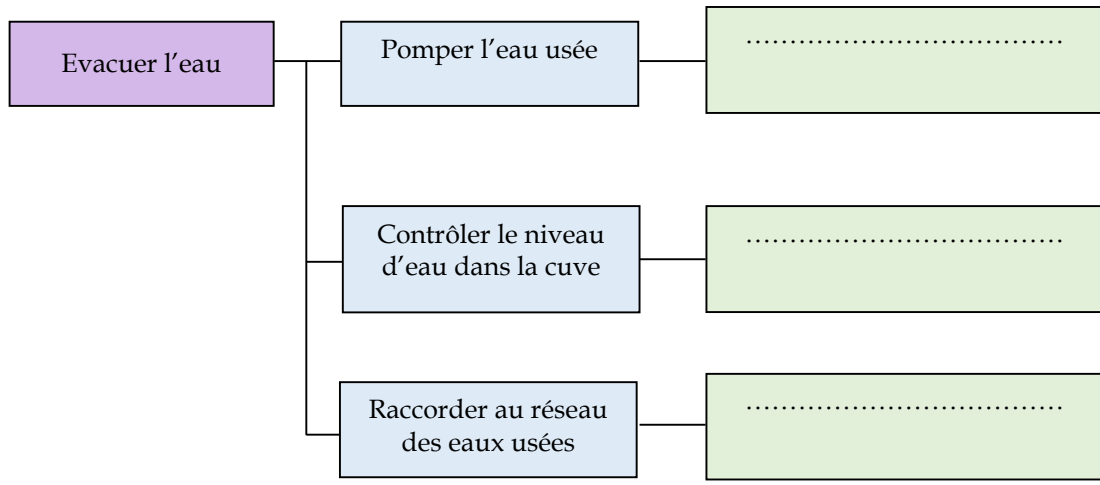 Evacuer l’eau
Pomper l’eau usée
………………………………
Contrôler le niveau
d’eau dans la cuve
………………………………
Raccorder au réseau
des eaux usées
………………………………